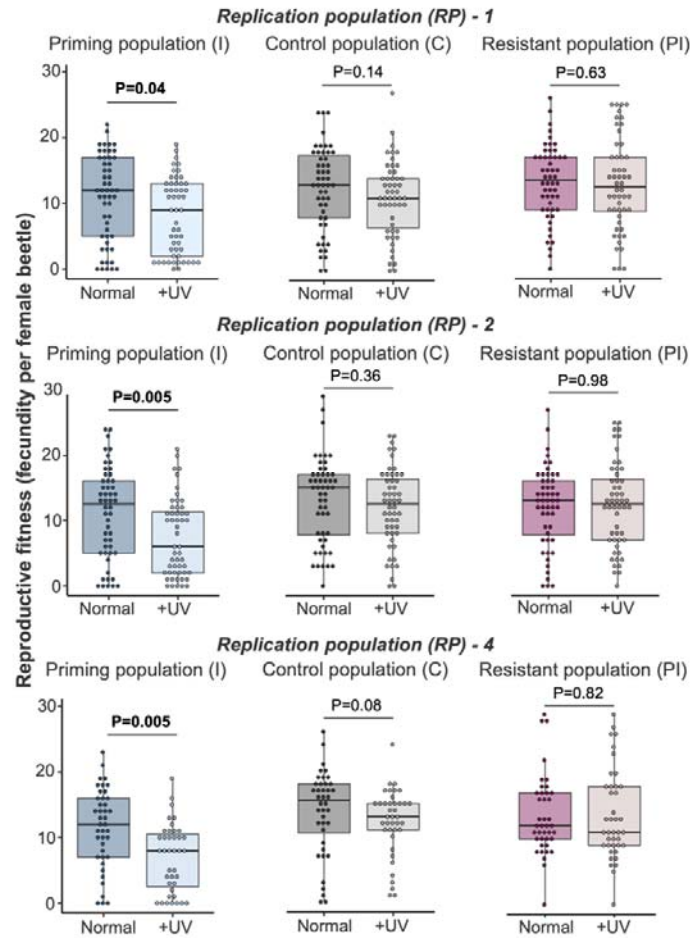 Replication population (RP) - 1
Priming population (I) Control population (C) Resistant population (PI)
30
P=0.04 P=0.14 P=0.63
20
10
0
Normal +UV Normal +UV Normal +UV
Replication population (RP) - 2
Priming population (I) Control population (C) Resistant population (PI)
30
P=0.005 P=0.36 P=0.98
20
10
0
Normal +UV Normal +UV Normal +UV
Replication population (RP) - 4
Priming population (I) Control population (C) Resistant population (PI)
30
P=0.005 P=0.08 P=0.82
20
10
0
Normal +UV Normal +UV Normal +UV
Reproductive fitness (fecundity per female beetle)